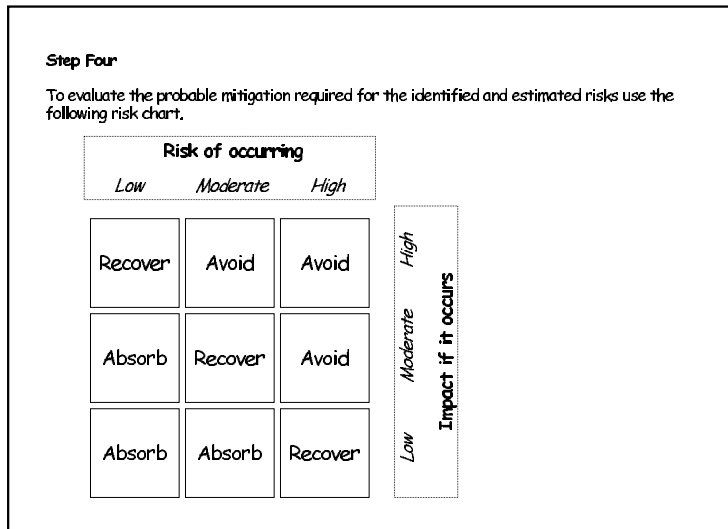 Step Four
To evaluate the probable mitigation required for the identified and estimated risks use the
following risk chart.
Risk of occurring
Low Moderate High
Recover Avoid Avoid
Absorb Recover Avoid
Absorb Absorb Recover
High
Moderate
Low
Impact if it occurs